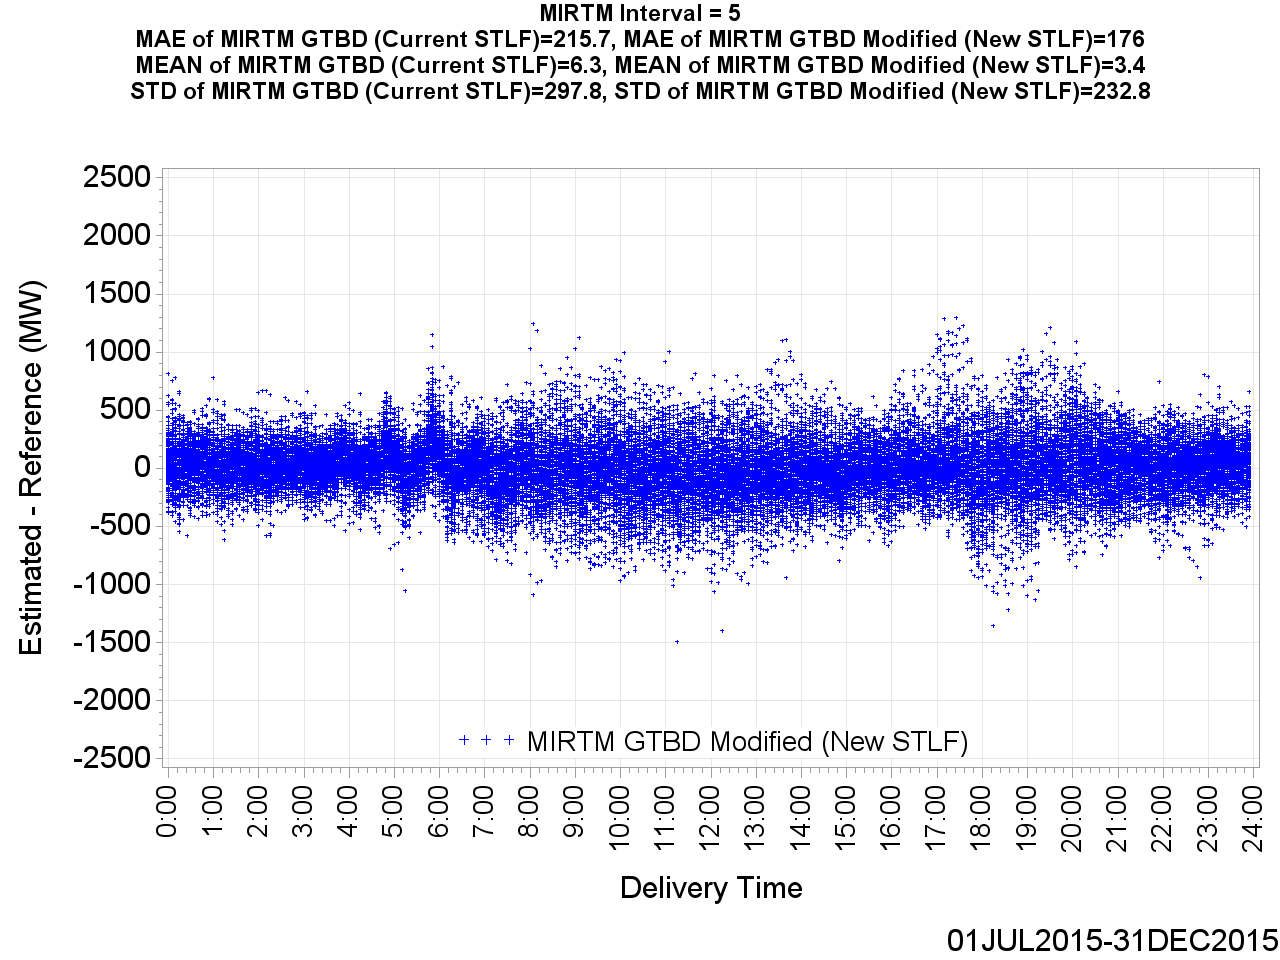 MIRTM Interval = 5
MAE of MIRTM GTBD (Current STLF)=215.7, MAE of MIRTM GTBD Modified (New STLF)=176
MEAN of MIRTM GTBD (Current STLF)=6.3, MEAN of MIRTM GTBD Modified (New STLF)=3.4
STD of MIRTM GTBD (Current STLF)=297.8, STD of MIRTM GTBD Modified (New STLF)=232.8
Estimated - Reference (MW)
2500
2000
1500
1000
500
0
-500
-1000
-1500
-2000
-2500
MIRTM GTBD Modified (New STLF)
0:00 1:00 2:00 3:00 4:00 5:00 6:00 7:00 8:00 9:00 10:00 11:00 12:00 13:00 14:00 15:00 16:00 17:00 18:00 19:00 20:00 21:00 22:00 23:00 24:00
Delivery Time
01JUL2015-31DEC2015